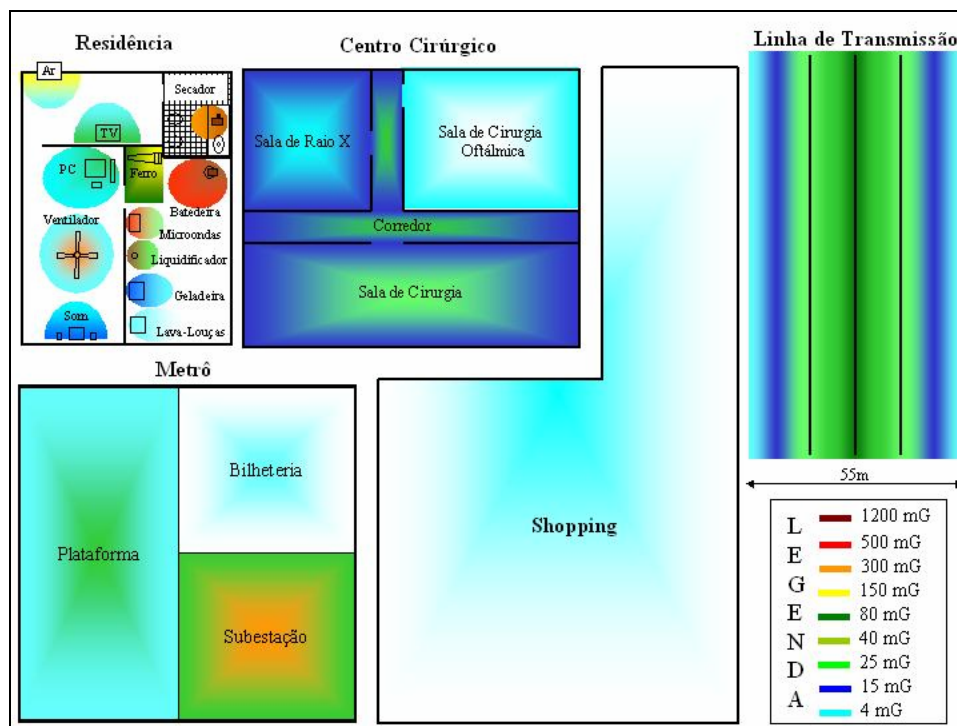 Residência
Ar
Secador
TV
PC
Ferro
Batedeira
Ventilador
Microondas
Liquidificador
Geladeira
Som
Lava-Louças
Centro Cirúrgico
Sala de Raio X
Sala de Cirurgia
Oftálmica
Corredor
Sala de Cirurgia
Linha de Transmissão
55m
Metrô
Plataforma
Bilheteria
Subestação
Shopping
LEGENDA
1200 mG
500 mG
300 mG
150 mG
80 mG
40 mG
25 mG
15 mG
4 mG